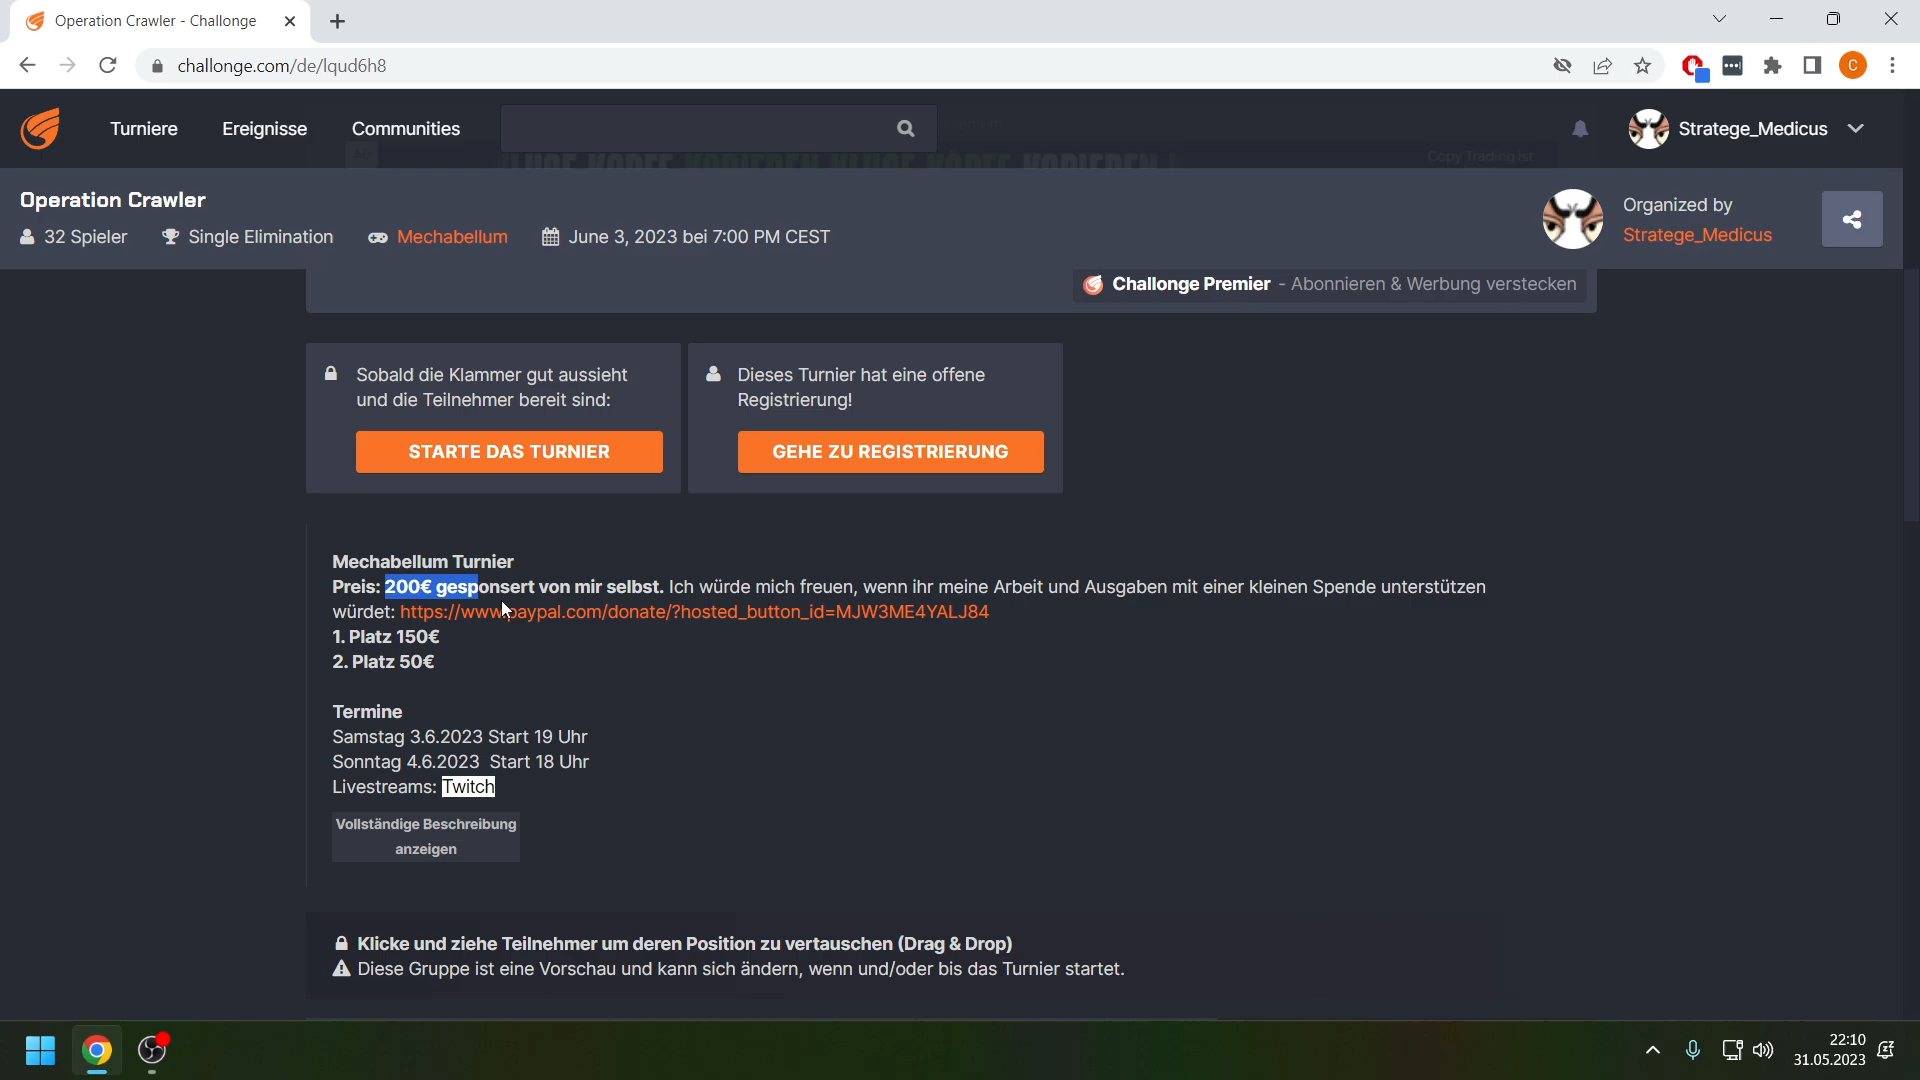 Operation Crawler - Challonge
challonge.com/de/lqud6h8
C
Turniere Ereignisse Communities
Stratege_Medicus
Copy Trading ist
Operation Crawler
32 Spieler Single Elimination Mechabellum June 3, 2023 bei 7:00 PM CEST
Organized by
Stratege_Medicus
Challonge Premier - Abonnieren & Werbung verstecken
Sobald die Klammer gut aussieht
und die Teilnehmer bereit sind:
STARTE DAS TURNIER
Dieses Turnier hat eine offene
Registrierung!
GEHE ZU REGISTRIERUNG
Mechabellum Turnier
Preis: 200€ gesponsert von mir selbst. Ich würde mich freuen, wenn ihr meine Arbeit und Ausgaben mit einer kleinen Spende unterstützen
würdet: https://www.paypal.com/donate/?hosted_button_id=MJW3ME4YALJ84
1. Platz 150€
2. Platz 50€
Termine
Samstag 3.6.2023 Start 19 Uhr
Sonntag 4.6.2023 Start 18 Uhr
Livestreams: Twitch
Vollständige Beschreibung
anzeigen
Klicke und ziehe Teilnehmer um deren Position zu vertauschen (Drag & Drop)
Diese Gruppe ist eine Vorschau und kann sich ändern, wenn und/oder bis das Turnier startet.
22:10
31.05.2023